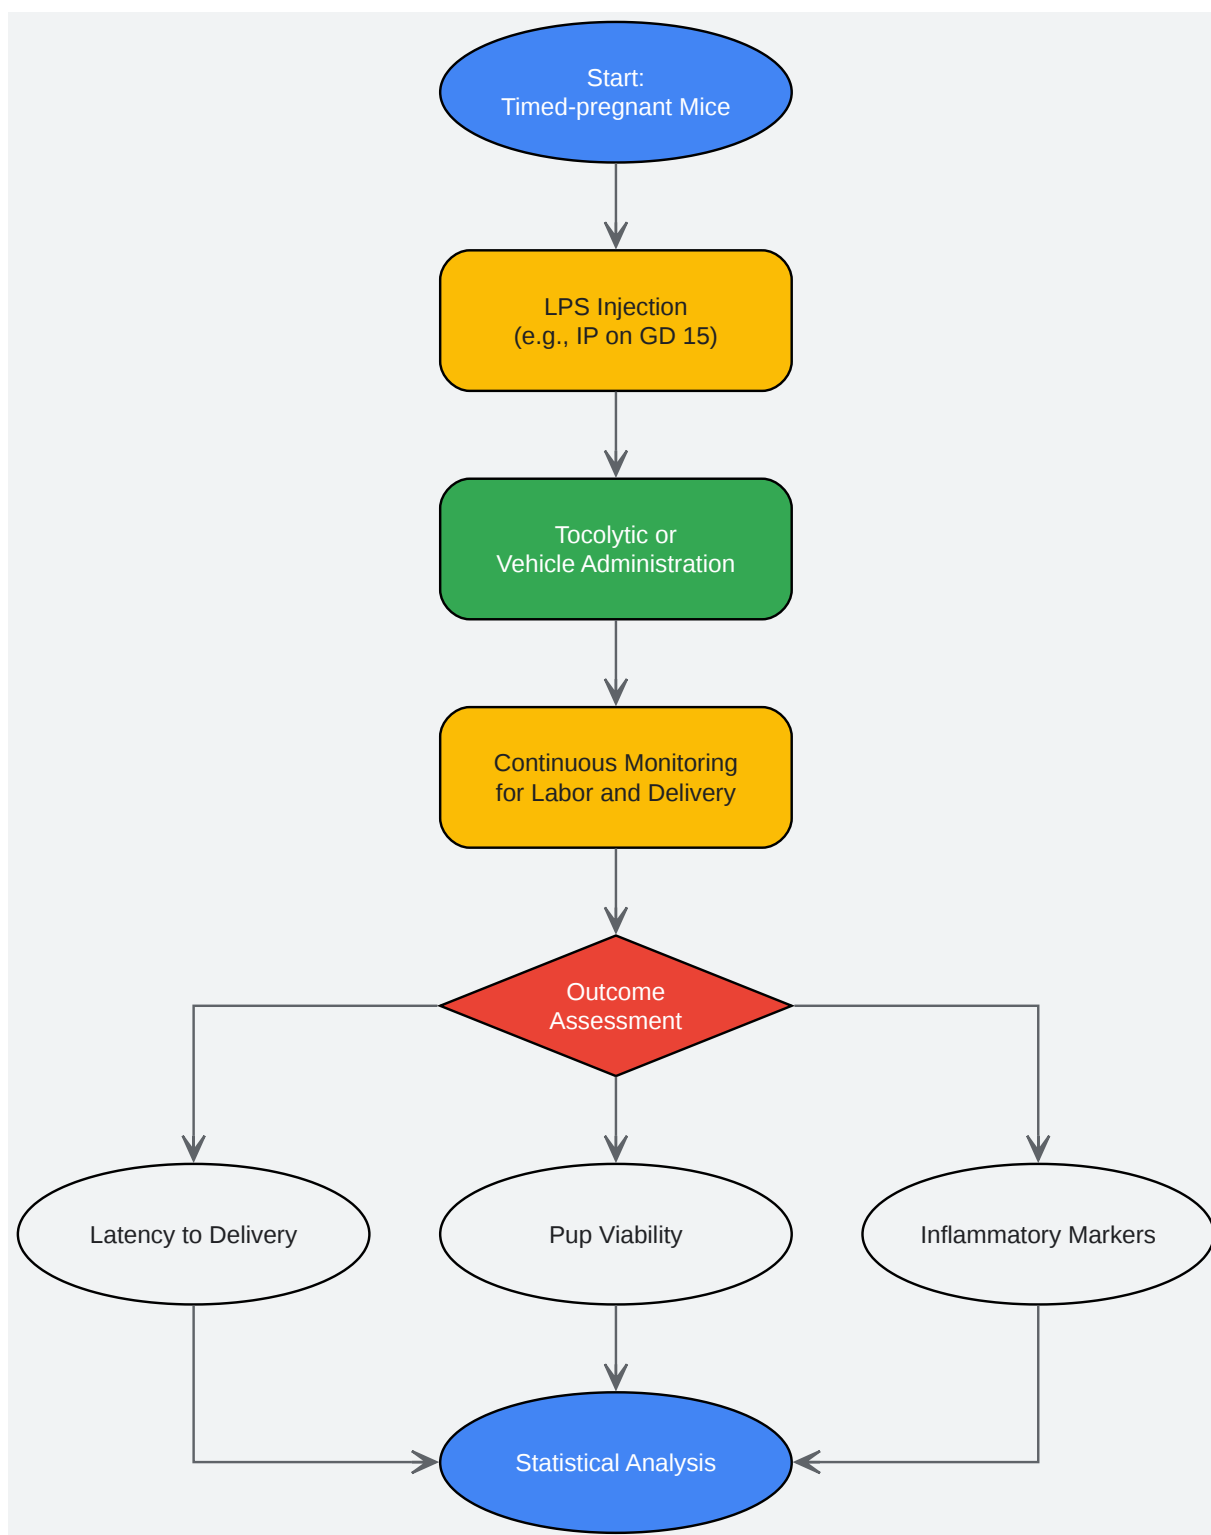 Start:
Timed-pregnant Mice
LPS Injection
(e.g., IP on GD 15)
Tocolytic or
Vehicle Administration
Continuous Monitoring
for Labor and Delivery
Outcome
Assessment
Latency to Delivery
Pup Viability
Inflammatory Markers
Statistical Analysis